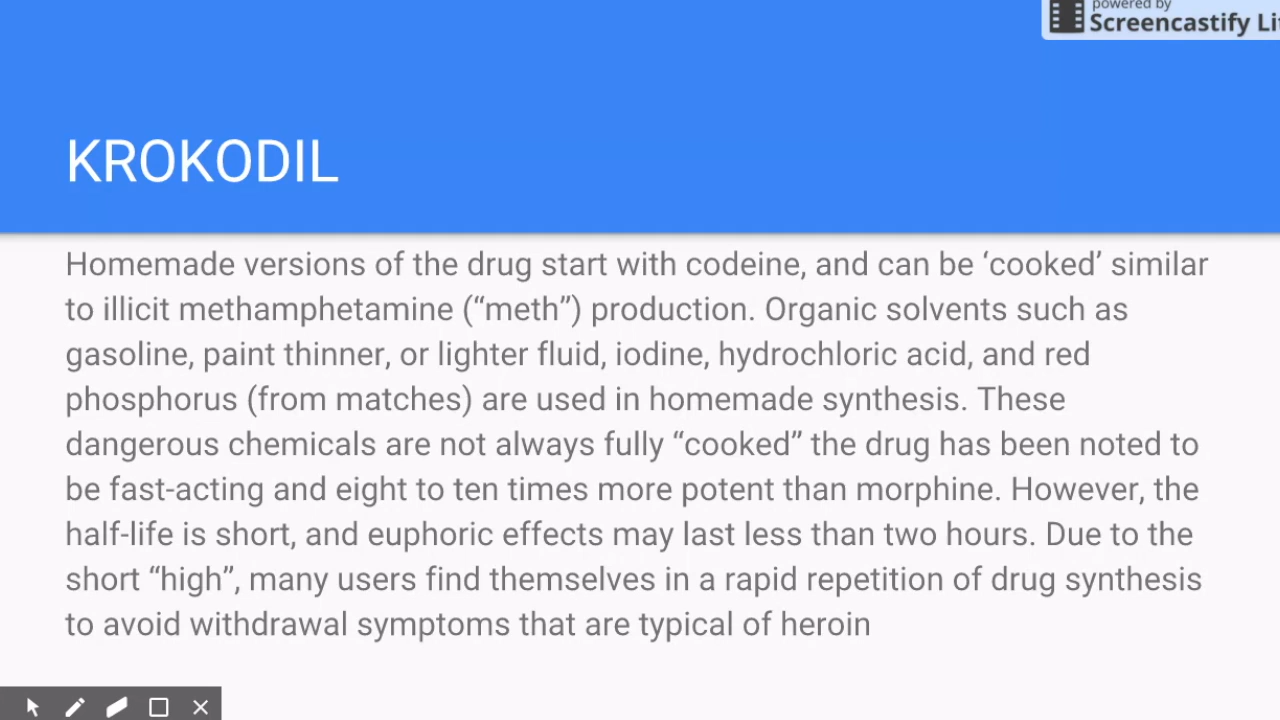 powered by
Screencastify Lit
KROKODIL
Homemade versions of the drug start with codeine, and can be ‘cooked’ similar
to illicit methamphetamine (“meth”) production. Organic solvents such as
gasoline, paint thinner, or lighter fluid, iodine, hydrochloric acid, and red
phosphorus (from matches) are used in homemade synthesis. These
dangerous chemicals are not always fully “cooked” the drug has been noted to
be fast-acting and eight to ten times more potent than morphine. However, the
half-life is short, and euphoric effects may last less than two hours. Due to the
short “high”, many users find themselves in a rapid repetition of drug synthesis
to avoid withdrawal symptoms that are typical of heroin